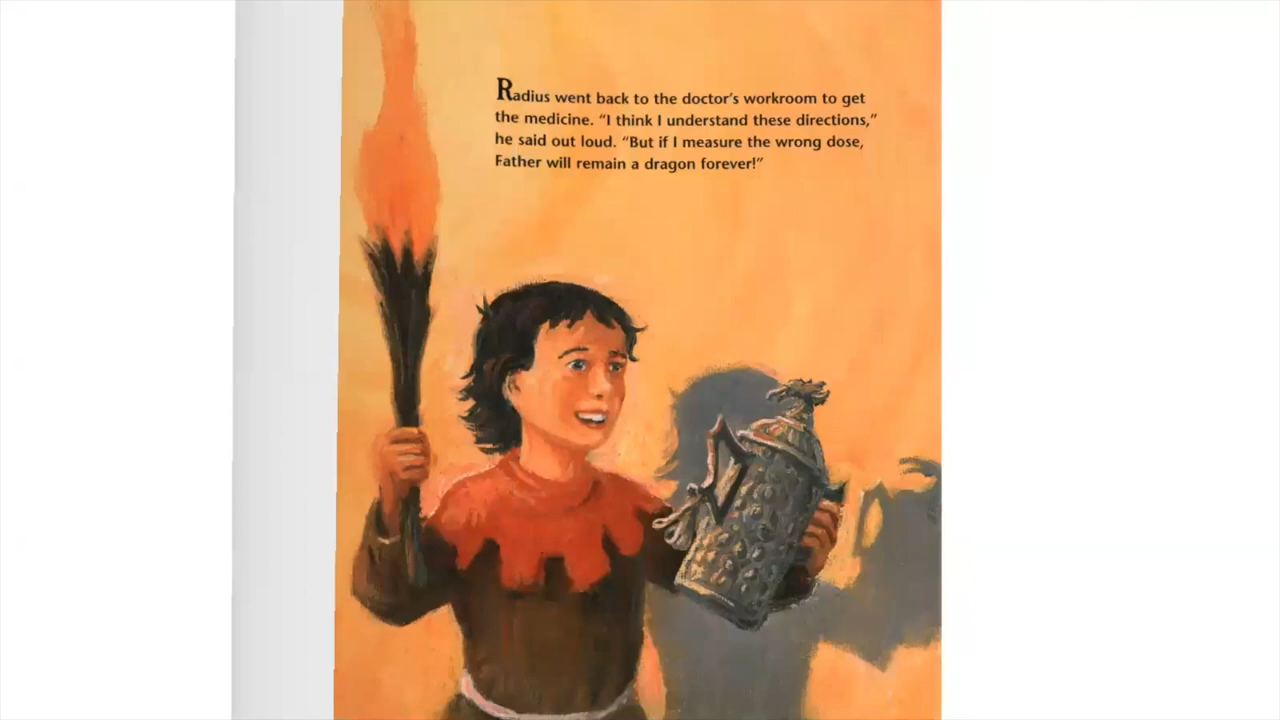 Radius went back to the doctor's workroom to get
the medicine. “I think I understand these directions,”
he said out loud. “But if I measure the wrong dose,
Father will remain a dragon forever!”